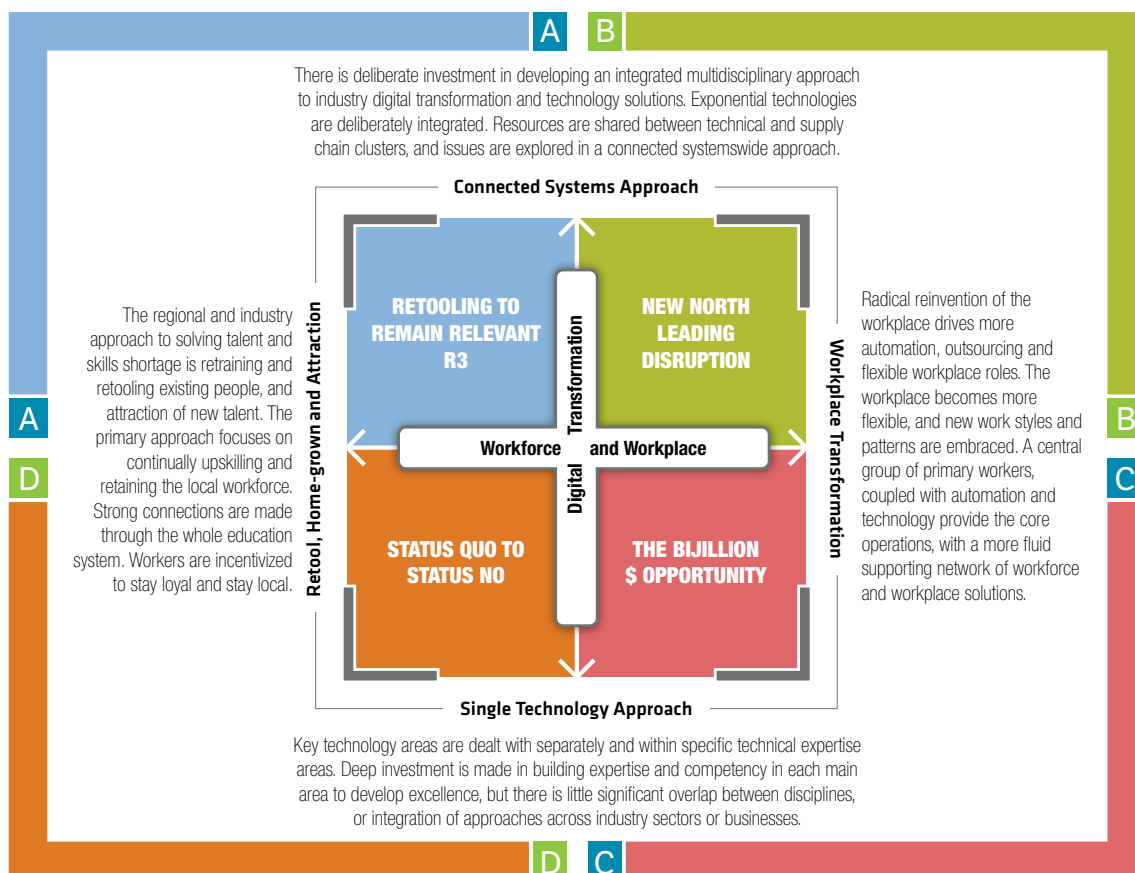 A B
There is deliberate investment in developing an integrated multidisciplinary approach
to industry digital transformation and technology solutions. Exponential technologies
are deliberately integrated. Resources are shared between technical and supply
chain clusters, and issues are explored in a connected systemswide approach.
Connected Systems Approach
A
D
The regional and industry
approach to solving talent and
skills shortage is retraining and
retooling existing people, and
attraction of new talent. The
primary approach focuses on
continually upskilling and
retaining the local workforce.
Strong connections are made
through the whole education
system. Workers are incentivized
to stay loyal and stay local.
Retool, Home-grown and Attraction
RETOOLING TO
REMAIN RELEVANT
R3
NEW NORTH
LEADING
DISRUPTION
Digital Transformation
Workforce and Workplace
STATUS QUO TO
STATUS NO
THE BIJILLION
$ OPPORTUNITY
Workplace Transformation
Radical reinvention of the
workplace drives more
automation, outsourcing and
flexible workplace roles. The
workplace becomes more
flexible, and new work styles and
patterns are embraced. A central
group of primary workers,
coupled with automation and
technology provide the core
operations, with a more fluid
supporting network of workforce
and workplace solutions.
B
C
Single Technology Approach
Key technology areas are dealt with separately and within specific technical expertise
areas. Deep investment is made in building expertise and competency in each main
area to develop excellence, but there is little significant overlap between disciplines,
or integration of approaches across industry sectors or businesses.
D C